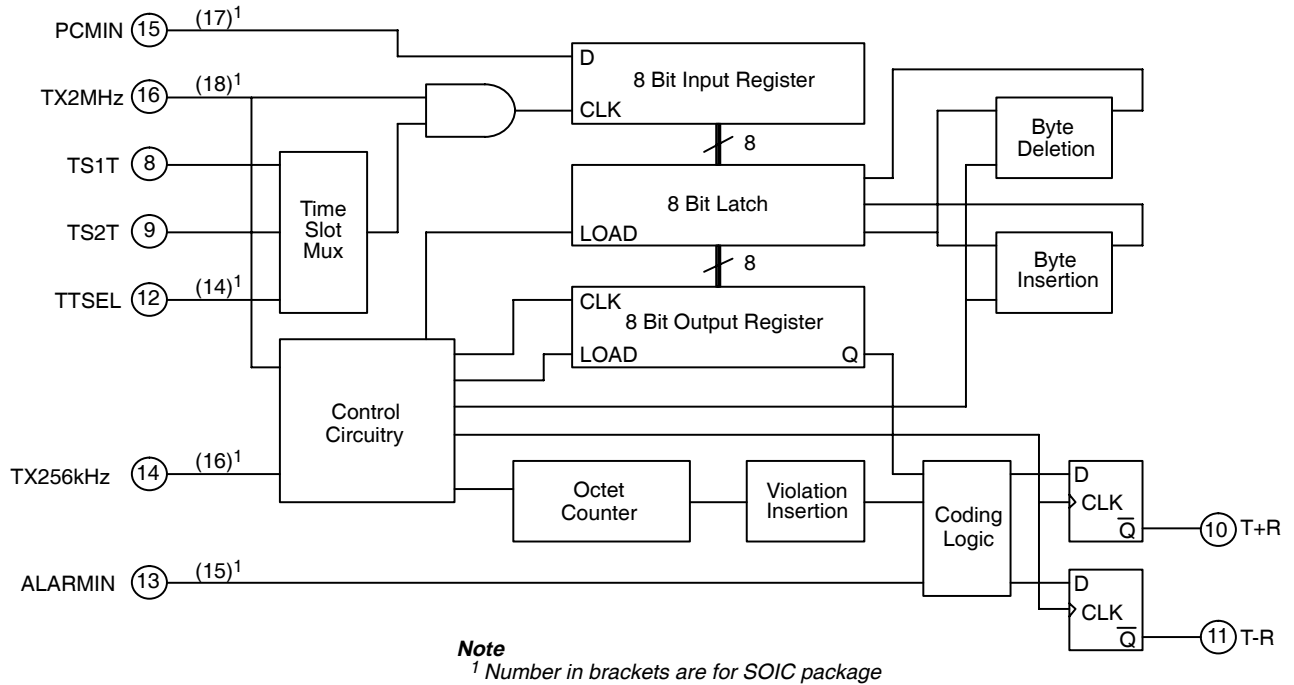 PCMIN 15 (17)¹
TX2MHz 16 (18)¹
TS1T 8
TS2T 9
TTSEL 12 (14)¹
TX256kHz 14 (16)¹
ALARMIN 13 (15)¹
Time
Slot
Mux
D
8 Bit Input Register
CLK
8
8 Bit Latch
LOAD
8
CLK
8 Bit Output Register
LOAD Q
Byte
Deletion
Byte
Insertion
Control
Circuitry
Octet
Counter
Violation
Insertion
Coding
Logic
D
CLK
Q̅
10 T+R
D
CLK
Q̅
11 T-R
Note
¹ Number in brackets are for SOIC package